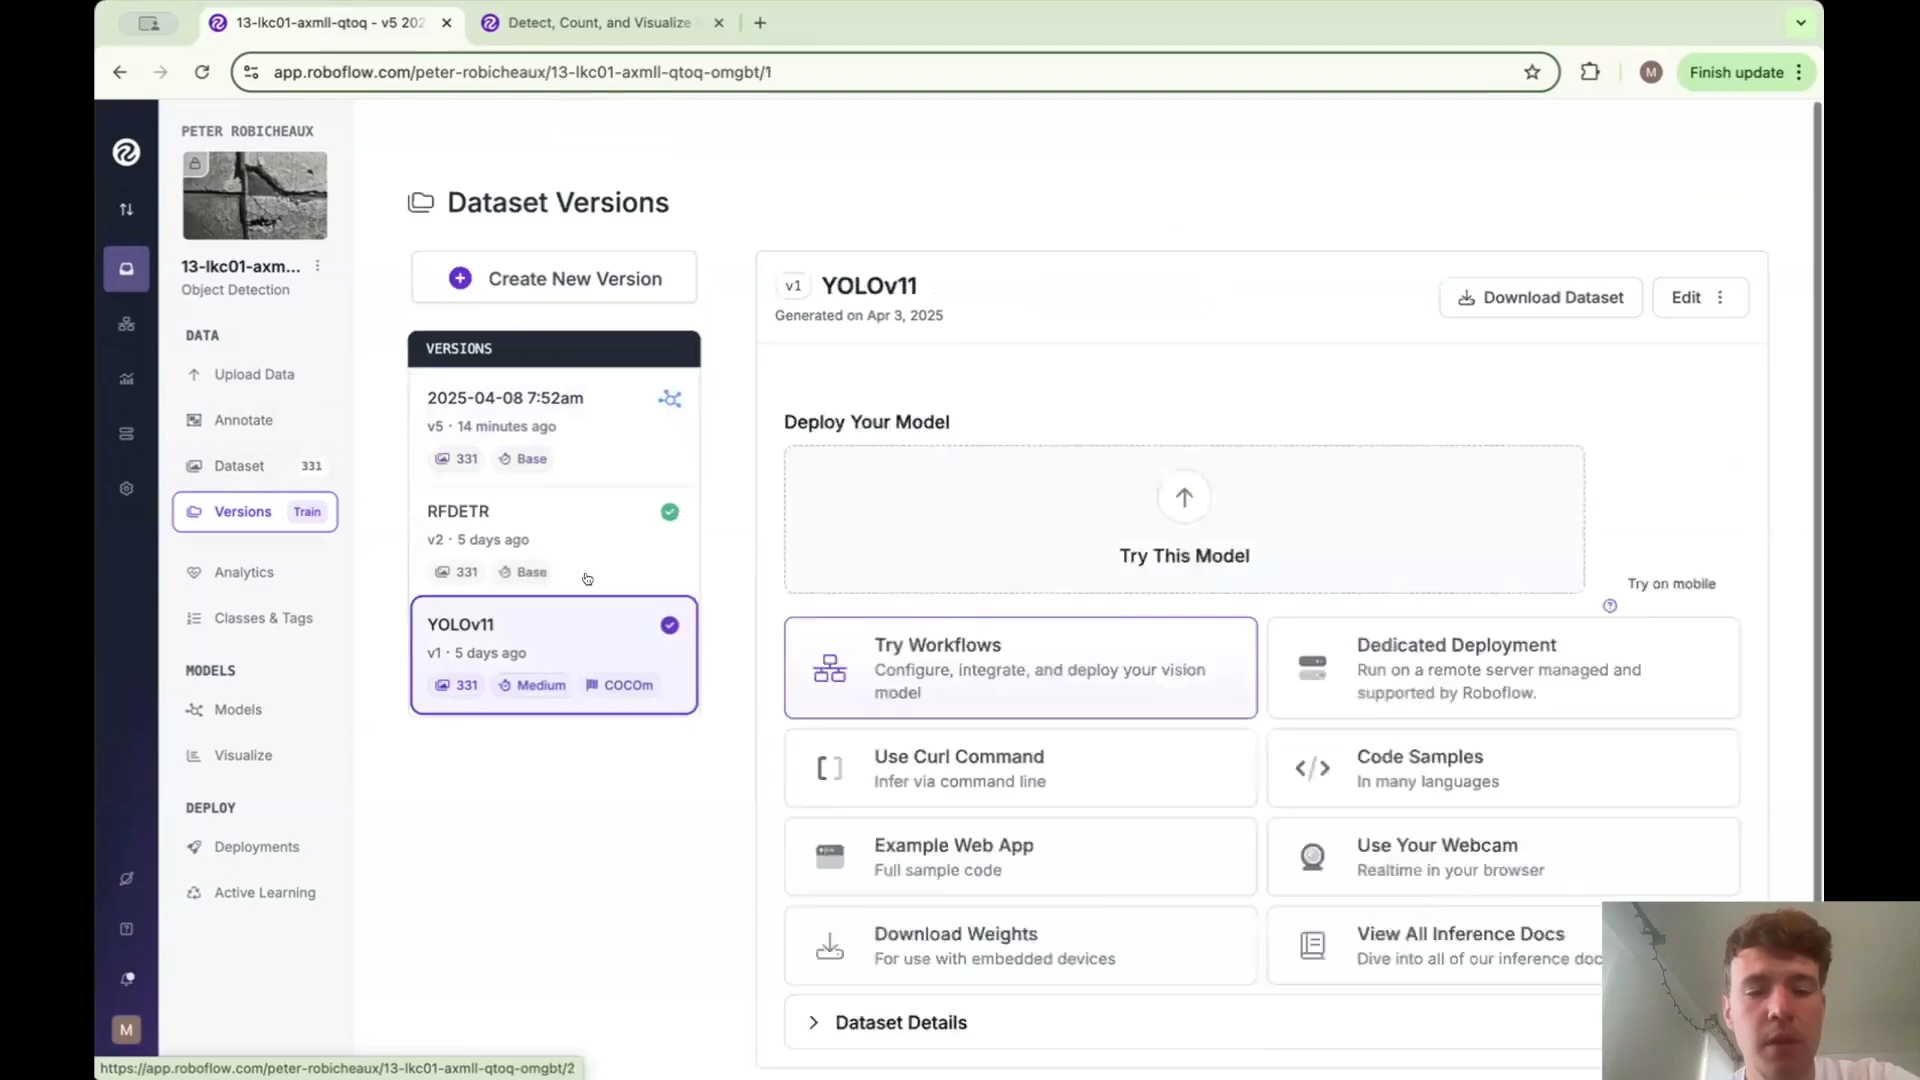 13-lkc01-axmll-qtoq - v5 202
Detect, Count, and Visualize
app.roboflow.com/peter-robicheaux/13-lkc01-axmll-qtoq-omgbt/1
M
Finish update
PETER ROBICHEAUX
13-lkc01-axm...
Object Detection
DATA
Upload Data
Annotate
Dataset 331
Versions Train
Analytics
Classes & Tags
MODELS
Models
Visualize
DEPLOY
Deployments
Active Learning
M
Dataset Versions
Create New Version
VERSIONS
2025-04-08 7:52am
v5 · 14 minutes ago
331 Base
RFDETR
v2 · 5 days ago
331 Base
YOLOv11
v1 · 5 days ago
331 Medium COCOm
v1 YOLOv11
Generated on Apr 3, 2025
Download Dataset
Edit
Deploy Your Model
Try This Model
Try on mobile
Try Workflows
Configure, integrate, and deploy your vision
model
Dedicated Deployment
Run on a remote server managed and
supported by Roboflow.
Use Curl Command
Infer via command line
Code Samples
In many languages
Example Web App
Full sample code
Use Your Webcam
Realtime in your browser
Download Weights
For use with embedded devices
View All Inference Docs
Dive into all of our inference doc
Dataset Details
https://app.roboflow.com/peter-robicheaux/13-lkc01-axmll-qtoq-omgbt/2